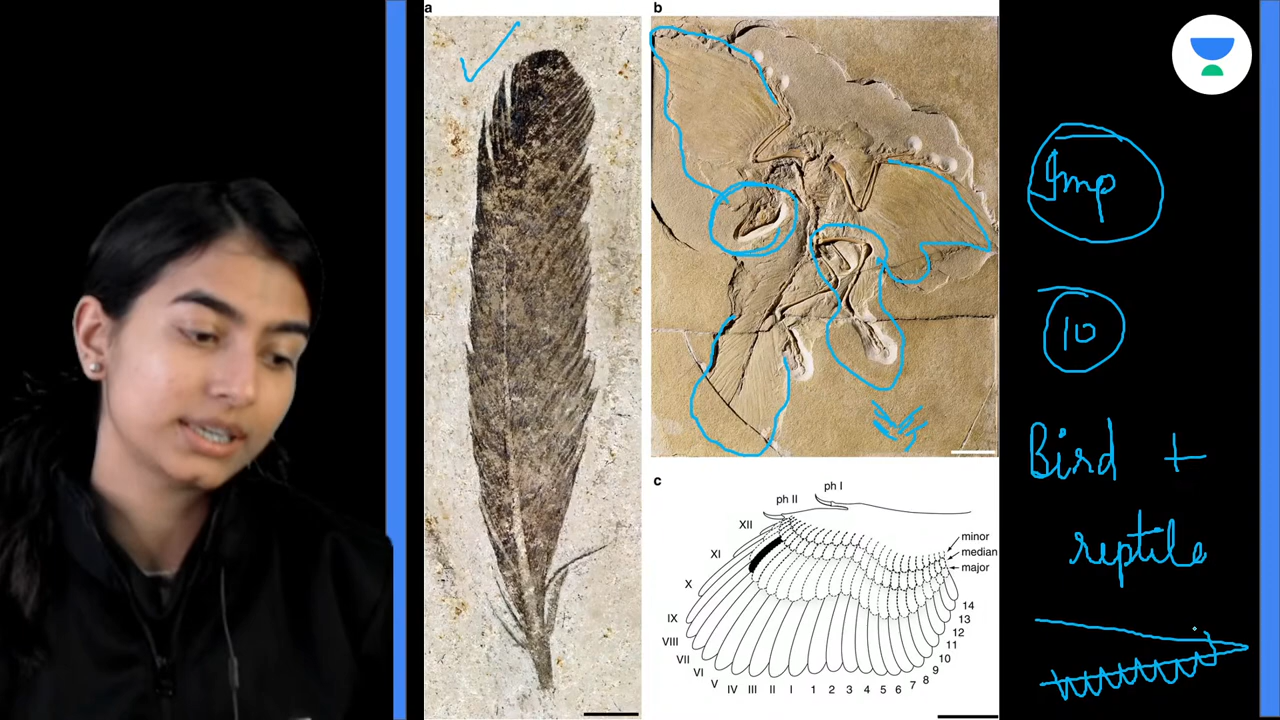 a
b
Imp
10
Bird +
reptile
c
ph I
ph II
XII
XI
X
IX
VIII
VII
VI
V
IV
III
II
I
1
2
3
4
5
6
7
8
9
10
11
12
13
14
minor
median
major